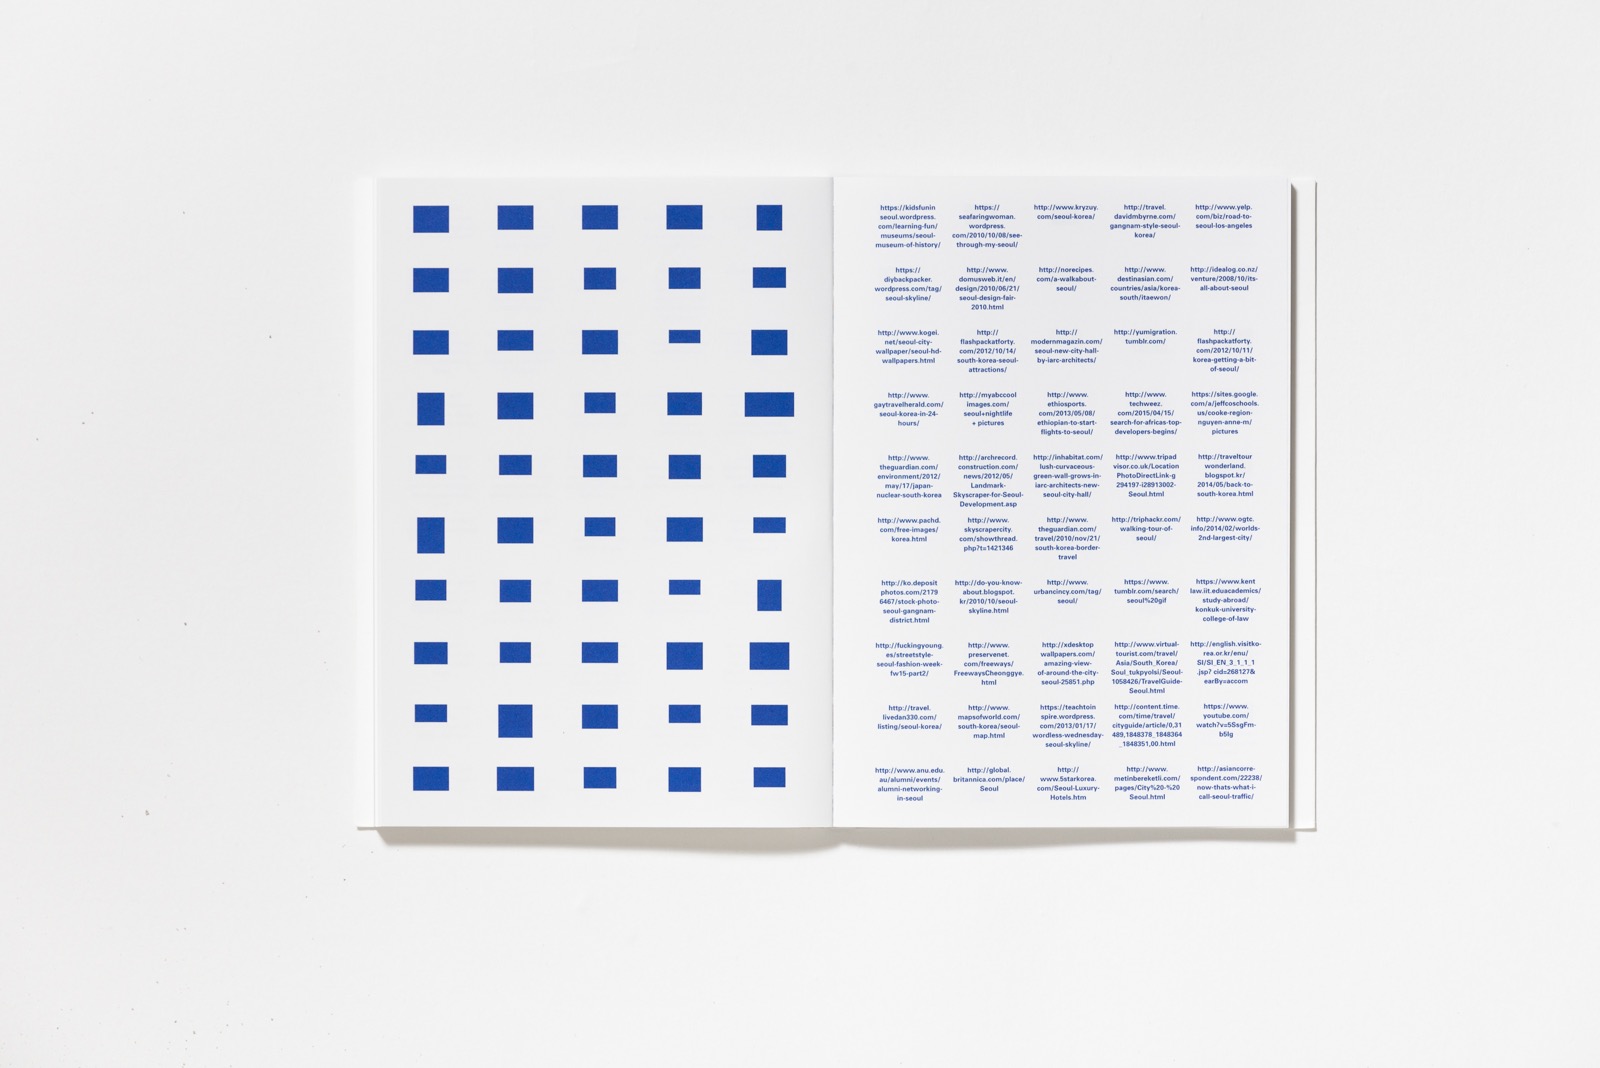 https://kidsfunin
seoul.wordpress.
com/learning-fun/
museums/seoul-
museum-of-history/
https://
seafaringwoman.
wordpress.
com/2010/10/08/see-
through-my-seoul/
http://www.kryzuy.
com/seoul-korea/
http://travel.
davidmbyrne.com/
gangnam-style-seoul-
korea/
http://www.yelp.
com/biz/road-to-
seoul-los-angeles
https://
diybackpacker.
wordpress.com/tag/
seoul-skyline/
http://www.
domusweb.it/en/
design/2010/06/21/
seoul-design-fair-
2010.html
http://norecipes.
com/a-walkabout-
seoul/
http://www.
destinasian.com/
countries/asia/korea-
south/itaewon/
http://idealog.co.nz/
venture/2008/10/its-
all-about-seoul
http://www.kogei.
net/seoul-city-
wallpaper/seoul-hd-
wallpapers.html
http://
flashpackatforty.
com/2012/10/14/
south-korea-seoul-
attractions/
http://
modernmagazin.com/
seoul-new-city-hall-
by-iarc-architects/
http://yumigration.
tumblr.com/
http://
flashpackatforty.
com/2012/10/11/
korea-getting-a-bit-
of-seoul/
http://www.
gaytravelherald.com/
seoul-korea-in-24-
hours/
http://myabccool
images.com/
seoul+nightlife
+ pictures
http://www.
ethiosports.
com/2013/05/08/
ethiopian-to-start-
flights-to-seoul/
http://www.
techweez.
com/2015/04/15/
search-for-africas-top-
developers-begins/
https://sites.google.
com/a/jeffcoschools.
us/cooke-region-
nguyen-anne-m/
pictures
http://www.
theguardian.com/
environment/2012/
may/17/japan-
nuclear-south-korea
http://archrecord.
construction.com/
news/2012/05/
Landmark-
Skyscraper-for-Seoul-
Development.asp
http://inhabitat.com/
lush-curvaceous-
green-wall-grows-in-
iarc-architects-new-
seoul-city-hall/
http://www.tripad
visor.co.uk/Location
PhotoDirectLink-g
294197-i28913002-
Seoul.html
http://traveltour
wonderland.
blogspot.kr/
2014/05/back-to-
south-korea.html
http://www.pachd.
com/free-images/
korea.html
http://www.
skyscrapercity.
com/showthread.
php?t=1421346
http://www.
theguardian.com/
travel/2010/nov/21/
south-korea-border-
travel
http://triphackr.com/
walking-tour-of-
seoul/
http://www.ogtc.
info/2014/02/worlds-
2nd-largest-city/
http://ko.deposit
photos.com/2179
6467/stock-photo-
seoul-gangnam-
district.html
http://do-you-know-
about.blogspot.
kr/2010/10/seoul-
skyline.html
http://www.
urbancincy.com/tag/
seoul/
https://www.
tumblr.com/search/
seoul%20gif
https://www.kent
law.iit.eduacademics/
study-abroad/
konkuk-university-
college-of-law
http://fuckingyoung.
es/streetstyle-
seoul-fashion-week-
fw15-part2/
http://www.
preservenet.
com/freeways/
FreewaysCheonggye.
html
http://xdesktop
wallpapers.com/
amazing-view-
of-around-the-city-
seoul-25851.php
http://www.virtual-
tourist.com/travel/
Asia/South_Korea/
Soul_tukpyolsi/Seoul-
1058426/TravelGuide-
Seoul.html
http://english.visitko-
rea.or.kr/enu/
SI/SI_EN_3_1_1_1
.jsp? cid=268127&
earBy=accom
http://travel.
livedan330.com/
listing/seoul-korea/
http://www.
mapsofworld.com/
south-korea/seoul-
map.html
https://teachtoin
spire.wordpress.
com/2013/01/17/
wordless-wednesday-
seoul-skyline/
http://content.time.
com/time/travel/
cityguide/article/0,31
489,1848378_1848364
_1848351,00.html
https://www.
youtube.com/
watch?v=5SsgFm-
b5Ig
http://www.anu.edu.
au/alumni/events/
alumni-networking-
in-seoul
http://global.
britannica.com/place/
Seoul
http://
www.5starkorea.
com/Seoul-Luxury-
Hotels.htm
http://www.
metinbereketli.com/
pages/City%20-%20
Seoul.html
http://asiancorre-
spondent.com/22238/
now-thats-what-i-
call-seoul-traffic/